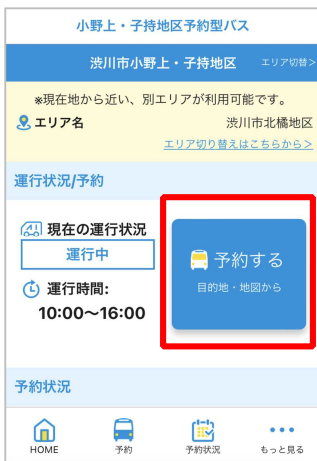 小野上・子持地区予約型バス
渋川市小野上・子持地区 エリア切替>
※現在地から近い、別エリアが利用可能です。
エリア名 渋川市北橘地区
エリア切り替えはこちらから>
運行状況/予約
現在の運行状況
運行中
運行時間:
10:00〜16:00
予約する
目的地・地図から
予約状況
HOME 予約 予約状況 もっと見る